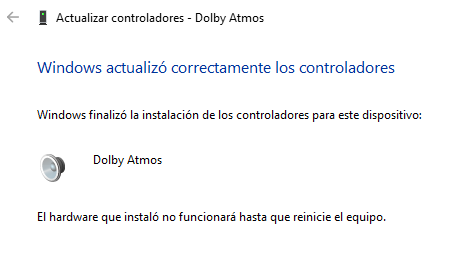 Actualizar controladores - Dolby Atmos
Windows actualizó correctamente los controladores
Windows finalizó la instalación de los controladores para este dispositivo:
Dolby Atmos
El hardware que instaló no funcionará hasta que reinicie el equipo.